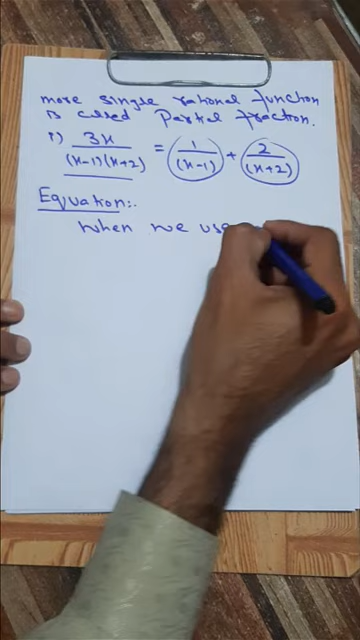 more single rational function
is called Partial fraction.
i) 3x/(x-1)(x+2) = 1/(x-1) + 2/(x+2)
Equation:.
When we use